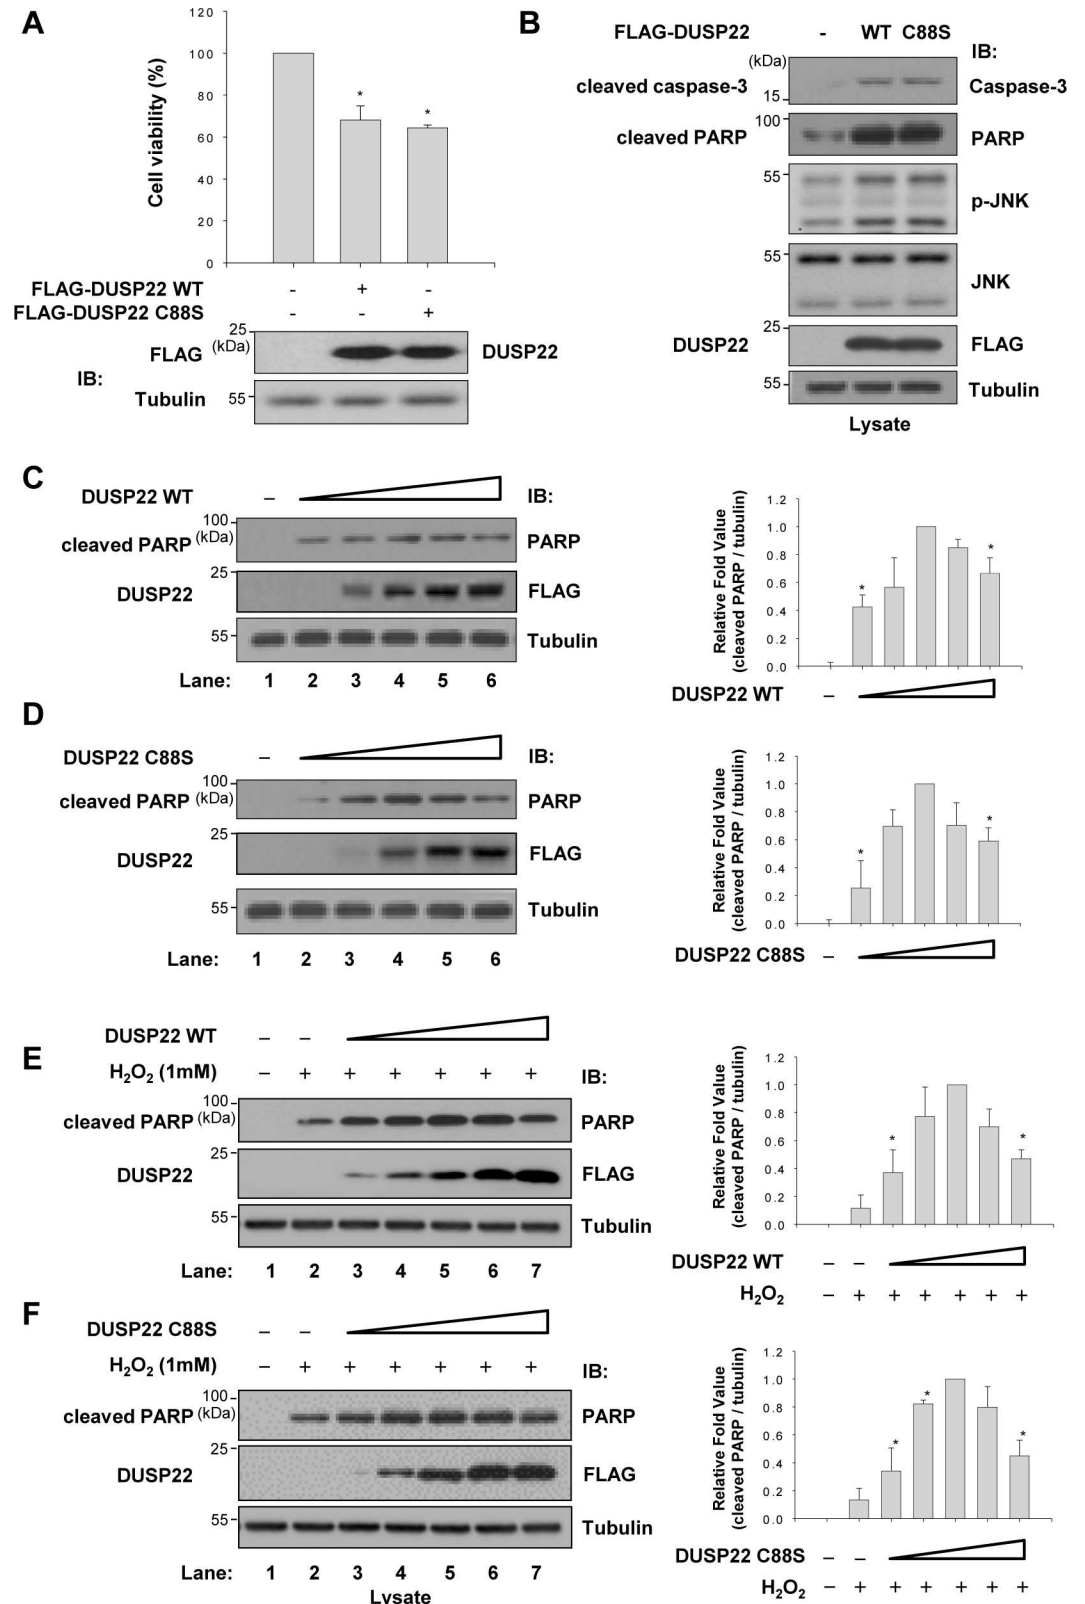 A
120
100
80
60
40
20
0
Cell viability (%)
*
*
FLAG-DUSP22 WT - + -
FLAG-DUSP22 C88S - - +
25
(kDa)
FLAG
DUSP22
IB:
Tubulin
55
B
FLAG-DUSP22 - WT C88S
IB:
(kDa)
cleaved caspase-3
15
Caspase-3
cleaved PARP
100
PARP
55
p-JNK
55
JNK
DUSP22
25
FLAG
55
Tubulin
Lysate
C
DUSP22 WT –
IB:
100
(kDa)
cleaved PARP
PARP
25
DUSP22
FLAG
55
Tubulin
Lane: 1 2 3 4 5 6
Relative Fold Value
(cleaved PARP / tubulin)
1.2
1.0
0.8
0.6
0.4
0.2
0.0
*
*
DUSP22 WT –
D
DUSP22 C88S –
IB:
100
(kDa)
cleaved PARP
PARP
25
DUSP22
FLAG
55
Tubulin
Lane: 1 2 3 4 5 6
Relative Fold Value
(cleaved PARP / tubulin)
1.2
1.0
0.8
0.6
0.4
0.2
0.0
*
*
DUSP22 C88S –
E
DUSP22 WT – –
H₂O₂ (1mM) – + + + + + +
IB:
100
(kDa)
cleaved PARP
PARP
25
DUSP22
FLAG
55
Tubulin
Lane: 1 2 3 4 5 6 7
Relative Fold Value
(cleaved PARP / tubulin)
1.2
1.0
0.8
0.6
0.4
0.2
0.0
*
*
DUSP22 WT – –
H₂O₂ – + + + + + +
F
DUSP22 C88S – –
H₂O₂ (1mM) – + + + + + +
IB:
100
(kDa)
cleaved PARP
PARP
25
DUSP22
FLAG
55
Tubulin
Lane: 1 2 3 4 5 6 7
Lysate
Relative Fold Value
(cleaved PARP / tubulin)
1.2
1.0
0.8
0.6
0.4
0.2
0.0
*
*
*
DUSP22 C88S – –
H₂O₂ – + + + + + +